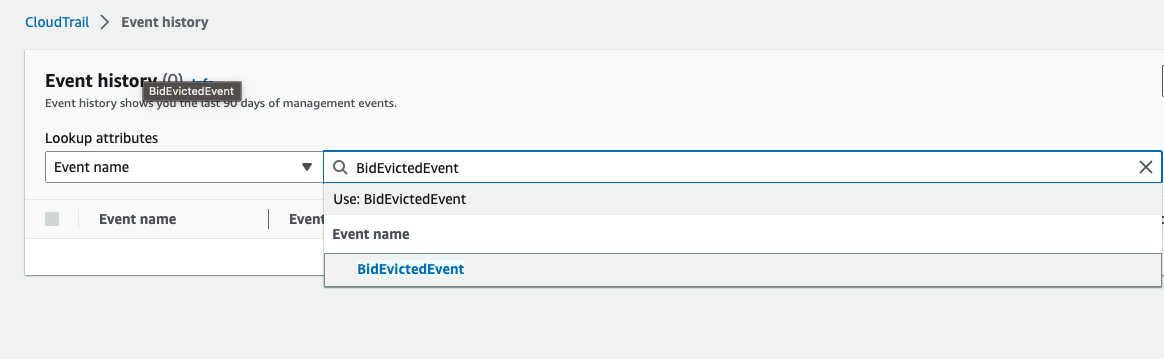 CloudTrail > Event history
Event history (0) Info
BidEvictedEvent
Event history shows you the last 90 days of management events.
Lookup attributes
Event name
BidEvictedEvent
Use: BidEvictedEvent
Event name
Event
Event name
BidEvictedEvent